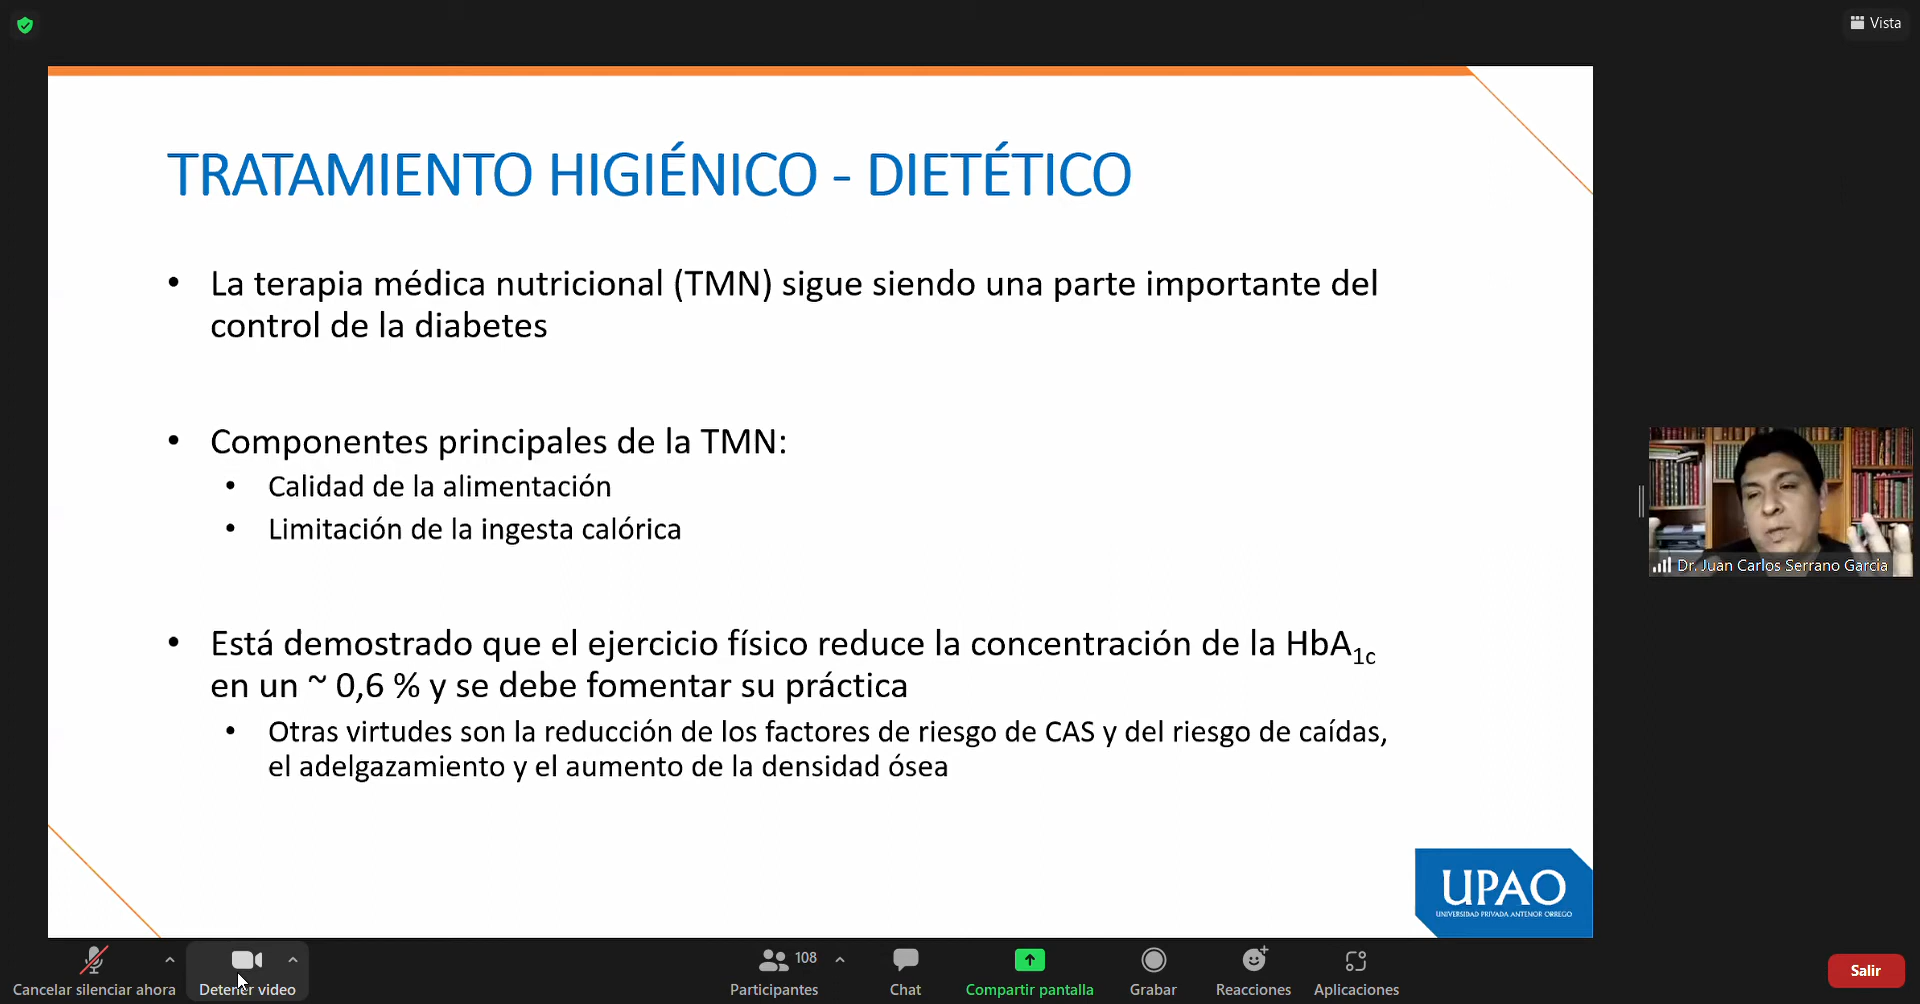 Vista
TRATAMIENTO HIGIÉNICO - DIETÉTICO
• La terapia médica nutricional (TMN) sigue siendo una parte importante del
control de la diabetes
• Componentes principales de la TMN:
• Calidad de la alimentación
• Limitación de la ingesta calórica
• Está demostrado que el ejercicio físico reduce la concentración de la HbA1c
en un ~ 0,6 % y se debe fomentar su práctica
• Otras virtudes son la reducción de los factores de riesgo de CAS y del riesgo de caídas,
el adelgazamiento y el aumento de la densidad ósea
Dr. Juan Carlos Serrano Garcia
UPAO
UNIVERSIDAD PRIVADA ANTENOR ORREGO
Cancelar silenciar ahora
Detener video
108
Participantes
Chat
Compartir pantalla
Grabar
Reacciones
Aplicaciones
Salir